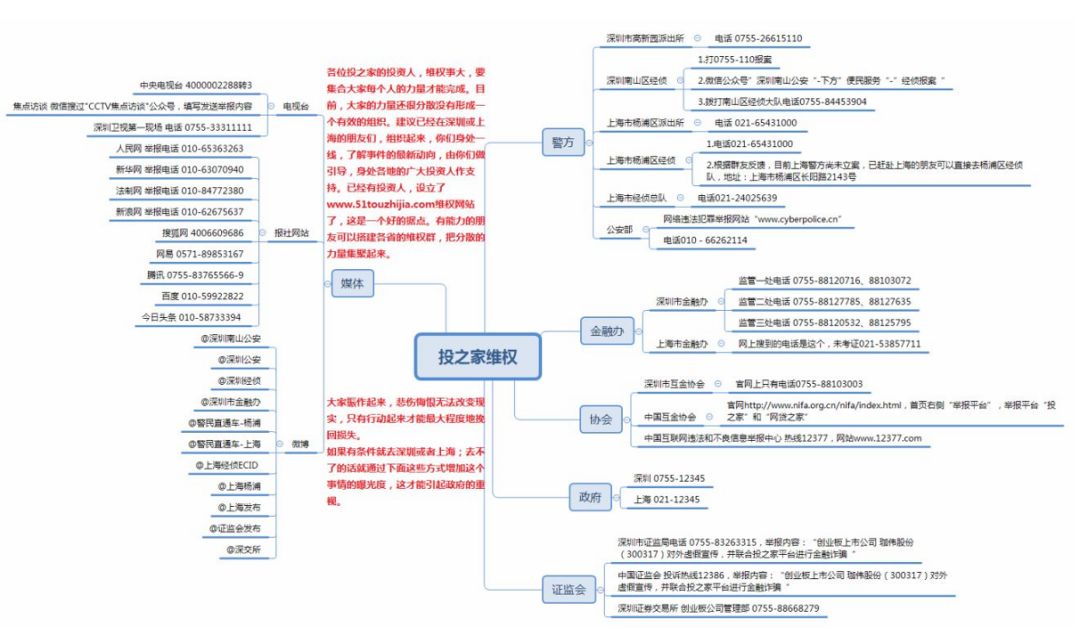 投之家维权
警方
深圳市高新园派出所
电话 0755-26615110
深圳南山区经侦
1.打0755-110报案
2.微信公众号"深圳南山公安"-下方"便民服务"-"经侦报案"
3.拨打南山区经侦大队电话0755-84453904
上海市杨浦区派出所
电话 021-65431000
上海市杨浦区经侦
1.电话021-65431000
2.根据群友反馈，目前上海警方尚未立案，已赶赴上海的朋友可以直接去杨浦区经侦
队，地址：上海市杨浦区长阳路2143号
上海市经侦总队
电话021-24025639
公安部
网络违法犯罪举报网站"www.cyberpolice.cn"
电话010 - 66262114
金融办
深圳市金融办
监管一处电话 0755-88120716、88103072
监管二处电话 0755-88127785、88127635
监管三处电话 0755-88120532、88125795
上海市金融办
网上搜到的电话是这个，未考证021-53857711
协会
深圳市互金协会
官网上只有电话0755-88103003
中国互金协会
官网http://www.nifa.org.cn/nifa/index.html，首页右侧"举报平台"，举报平台"投
之家"和"网贷之家"
中国互联网违法和不良信息举报中心 热线12377，网站www.12377.com
政府
深圳 0755-12345
上海 021-12345
证监会
深圳市证监局电话 0755-83263315，举报内容："创业板上市公司 珈伟股份
（300317）对外虚假宣传，并联合投之家平台进行金融诈骗"
中国证监会 投诉热线12386，举报内容："创业板上市公司 珈伟股份（300317）对外
虚假宣传，并联合投之家平台进行金融诈骗"
深圳证券交易所 创业板公司管理部 0755-88668279
媒体
电视台
中央电视台 4000002288转3
焦点访谈 微信搜过"CCTV焦点访谈"公众号，填写发送举报内容
深圳卫视第一现场 电话 0755-33311111
报社网站
人民网 举报电话 010-65363263
新华网 举报电话 010-63070940
法制网 举报电话 010-84772380
新浪网 举报电话 010-62675637
搜狐网 4006609686
网易 0571-89853167
腾讯 0755-83765566-9
百度 010-59922822
今日头条 010-58733394
微博
@深圳南山公安
@深圳公安
@深圳经侦
@深圳市金融办
@警民直通车-杨浦
@警民直通车-上海
@上海经侦ECID
@上海杨浦
@上海发布
@证监会发布
@深交所
各位投之家的投资人，维权事大，要
集合大家每个人的力量才能完成。目
前，大家的力量还很分散没有形成一
个有效的组织。建议已经在深圳或上
海的朋友们，组织起来，你们身处一
线，了解事件的最新动向，由你们做
引导，身处各地的广大投资人作支
持。已经有投资人，设立了
www.51touzhijia.com维权网站
了，这是一个好的据点。有能力的朋
友可以搭建各省的维权群，把分散的
力量集聚起来。
大家振作起来，悲伤悔恨无法改变现
实，只有行动起来才能最大程度地挽
回损失。
如果有条件就去深圳或者上海；去不
了的话就通过下面这些方式增加这个
事情的曝光度，这才能引起政府的重
视。